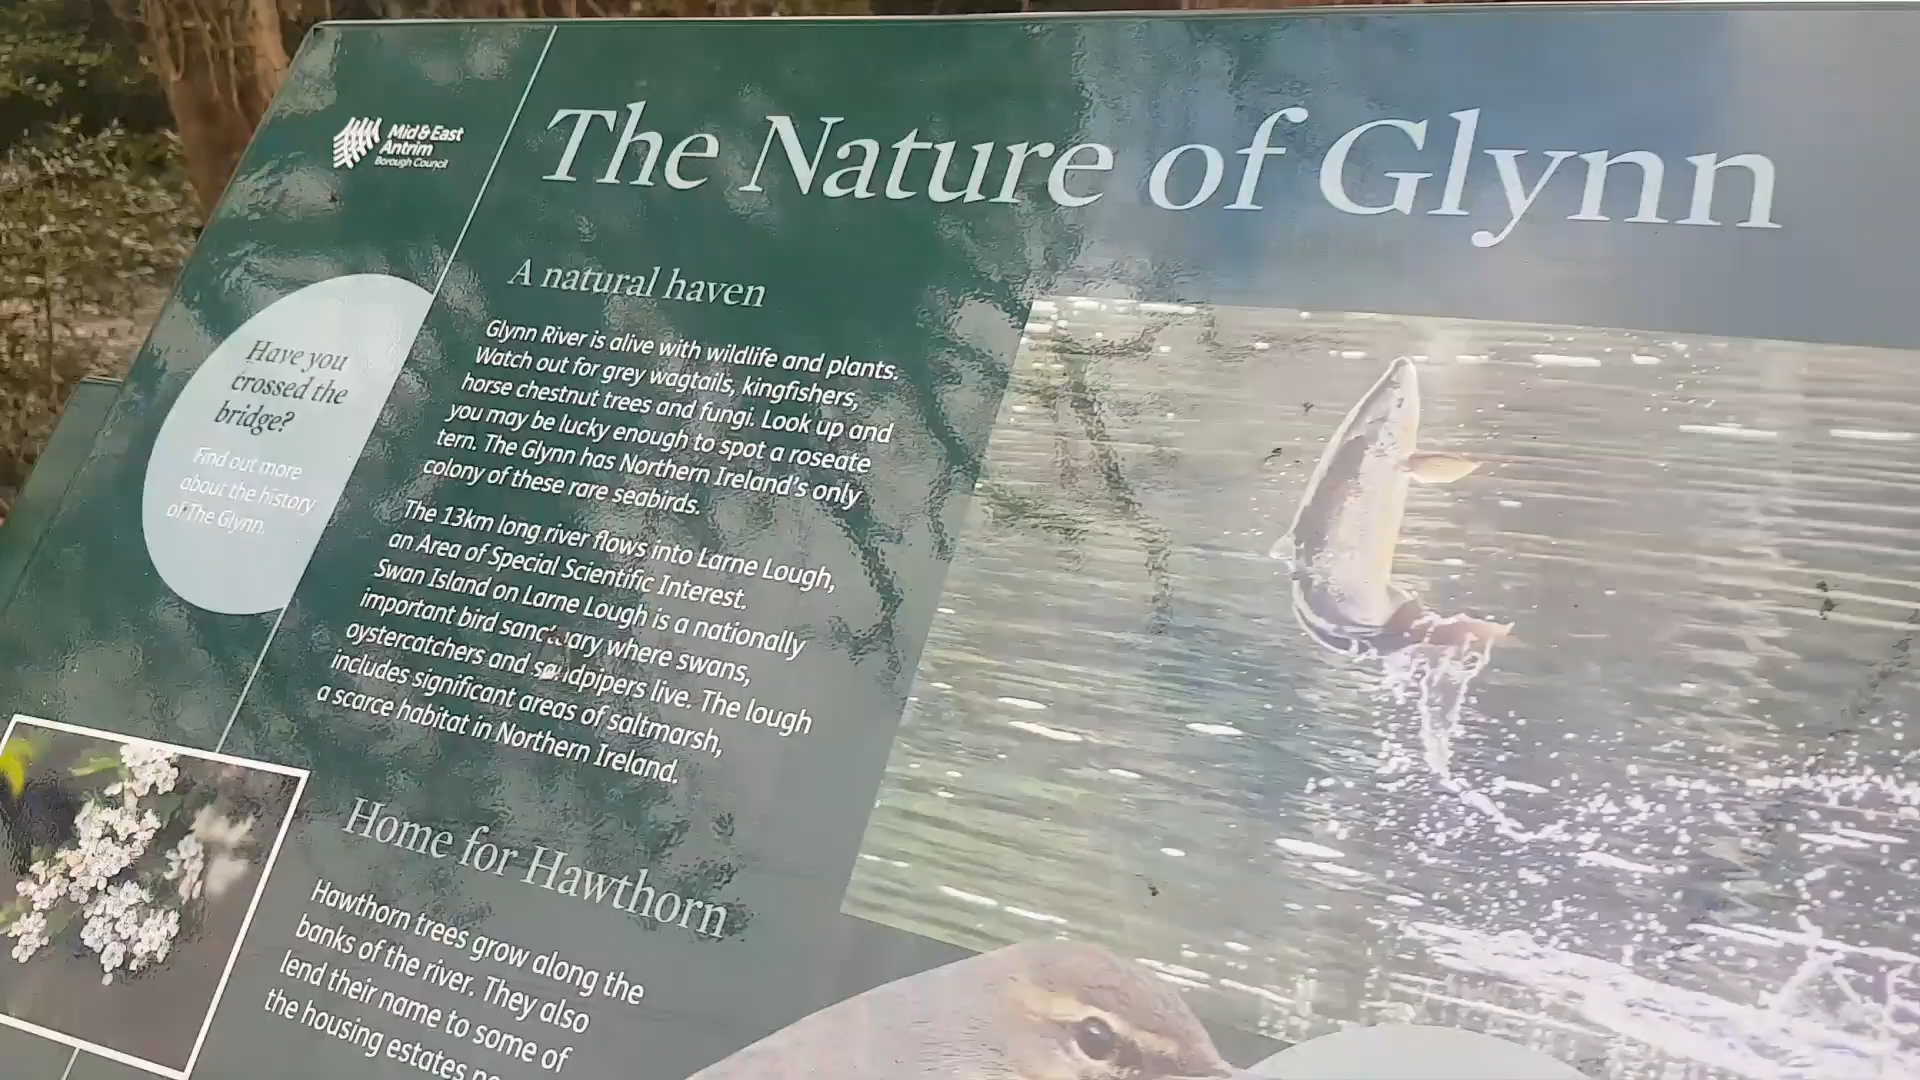 Mid & East
Antrim
Borough Council
The Nature of Glynn
A natural haven
Glynn River is alive with wildlife and plants.
Watch out for grey wagtails, kingfishers,
horse chestnut trees and fungi. Look up and
you may be lucky enough to spot a roseate
tern. The Glynn has Northern Ireland's only
colony of these rare seabirds.
The 13km long river flows into Larne Lough,
an Area of Special Scientific Interest.
Swan Island on Larne Lough is a nationally
important bird sanctuary where swans,
oystercatchers and sandpipers live. The lough
includes significant areas of saltmarsh,
a scarce habitat in Northern Ireland.
Have you
crossed the
bridge?
Find out more
about the history
of The Glynn.
Home for Hawthorn
Hawthorn trees grow along the
banks of the river. They also
lend their name to some of
the housing estates